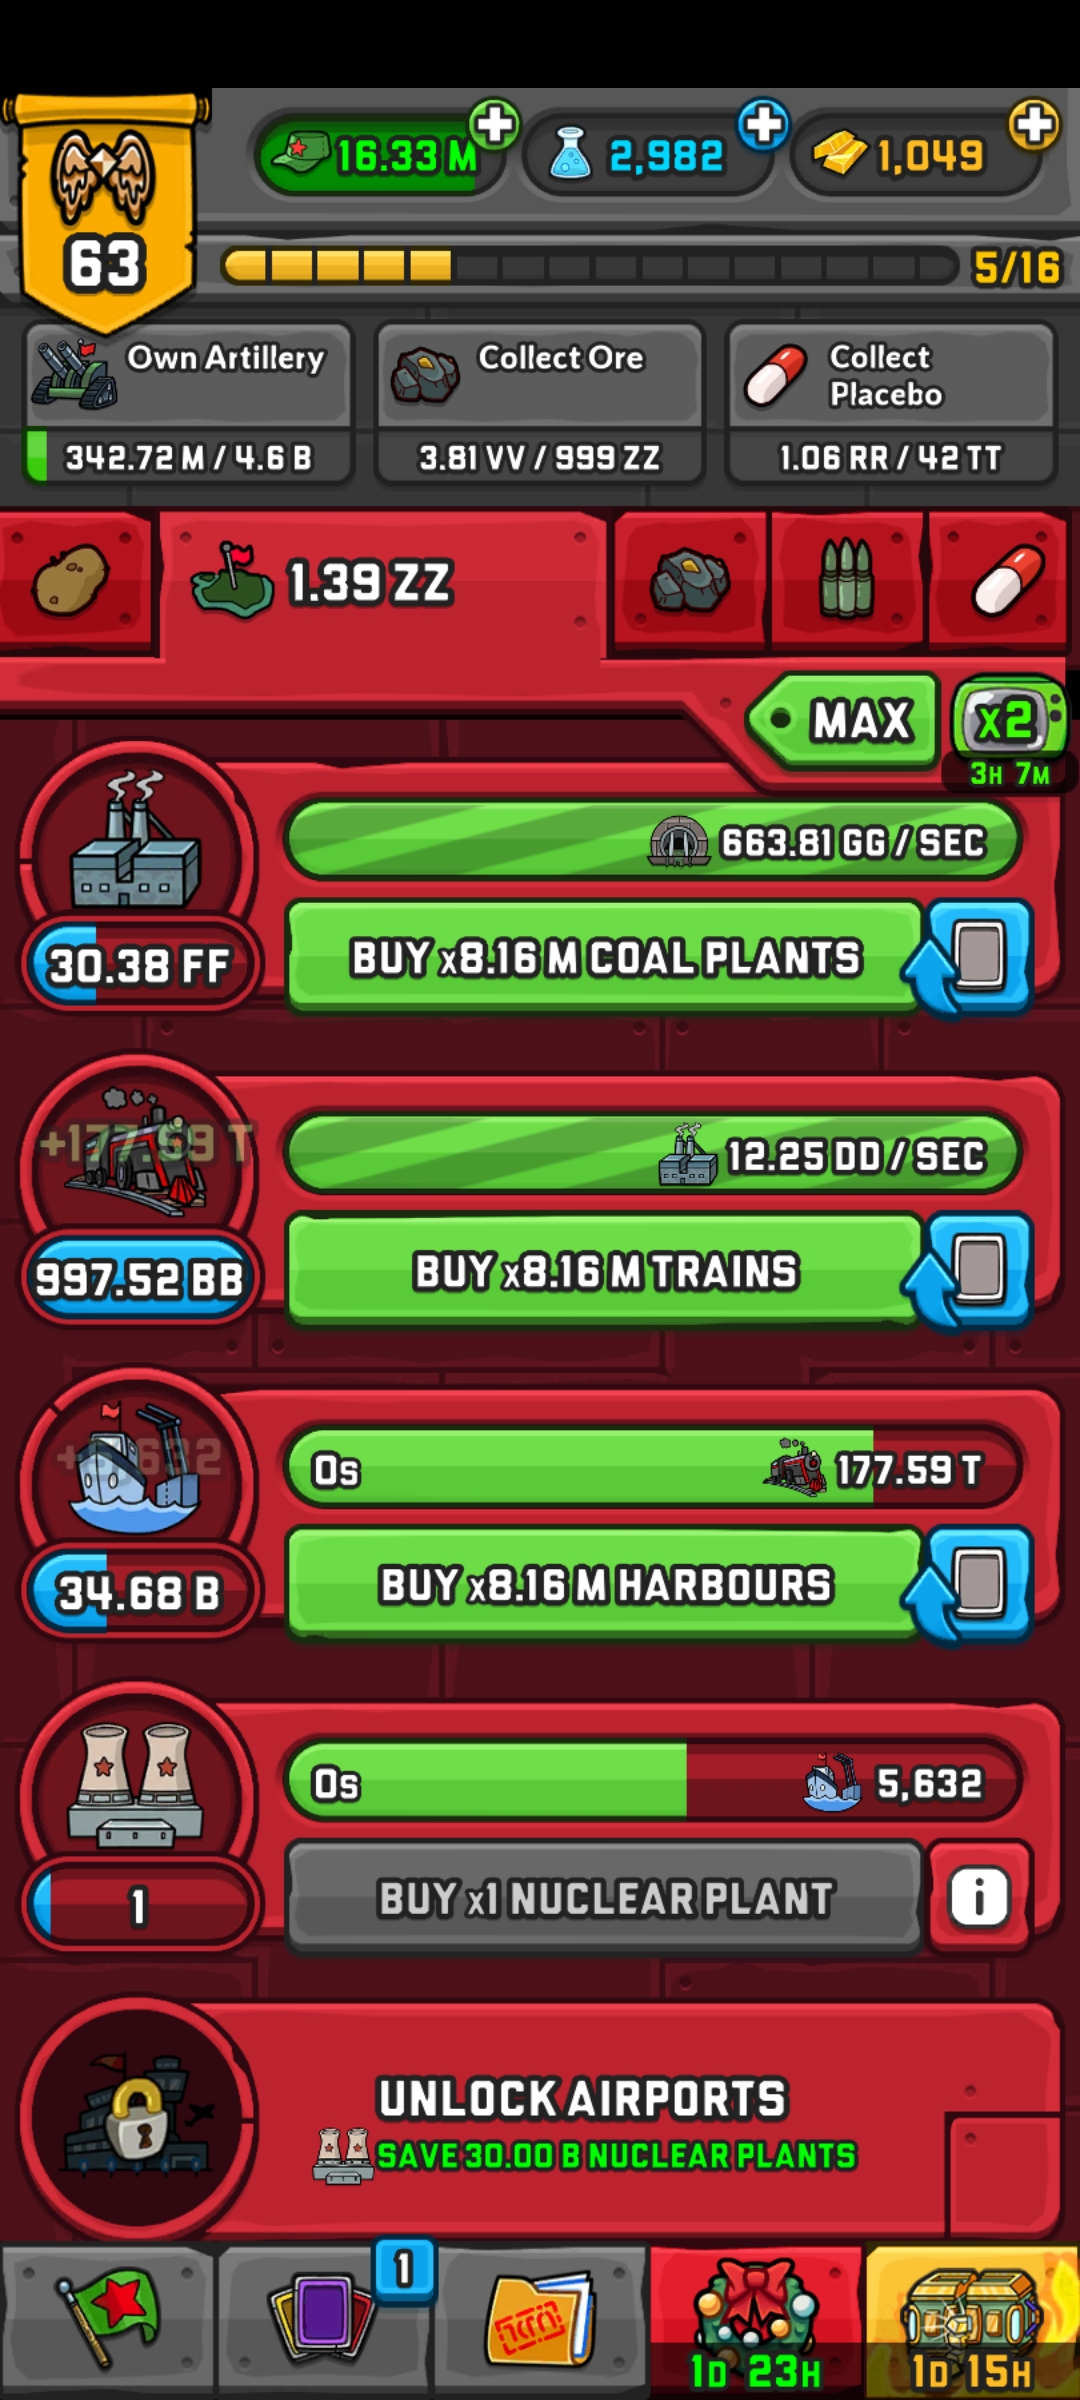 16.33 M
2,982
1,049
63
5/16
Own Artillery
342.72 M / 4.6 B
Collect Ore
3.81 VV / 999 ZZ
Collect
Placebo
1.06 RR / 42 TT
1.39 ZZ
MAX
x2
3H 7M
663.81 GG / SEC
30.38 FF
BUY x8.16 M COAL PLANTS
+177.59 T
12.25 DD / SEC
997.52 BB
BUY x8.16 M TRAINS
+5,632
0s
177.59 T
34.68 B
BUY x8.16 M HARBOURS
0s
5,632
1
BUY x1 NUCLEAR PLANT
i
UNLOCK AIRPORTS
SAVE 30.00 B NUCLEAR PLANTS
1
1D 23H
1D 15H